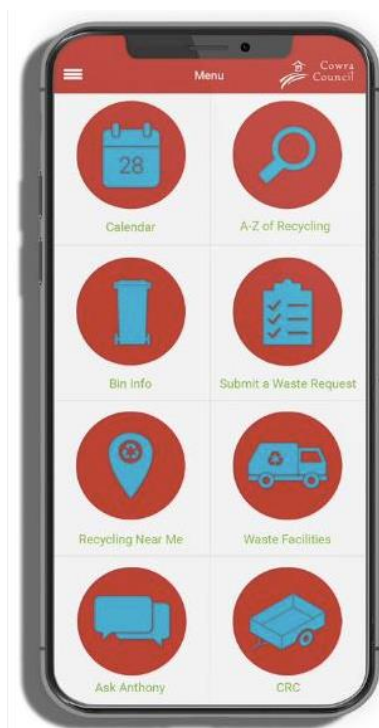 Menu
Cowra
Council
28
Calendar
A-Z of Recycling
Bin Info
Submit a Waste Request
Recycling Near Me
Waste Facilities
Ask Anthony
CRC